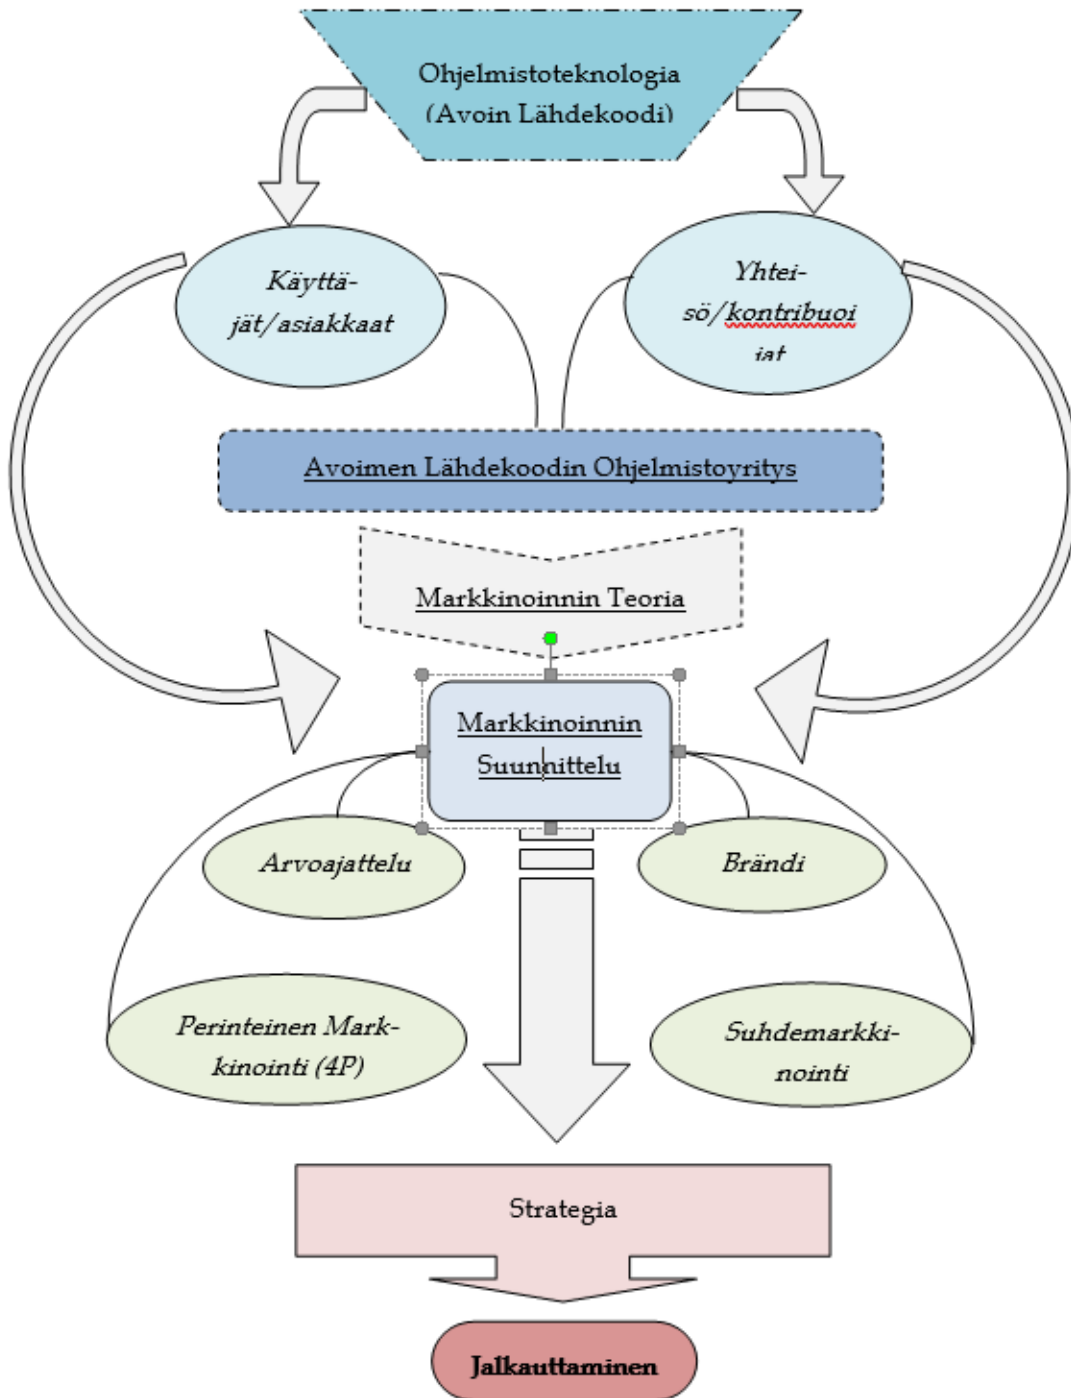 Ohjelmistoteknologia
(Avoin Lähdekoodi)
Käyttä-
jät/asiakkaat
Yhtei-
sö/kontribuoi
jat
Avoimen Lähdekoodin Ohjelmistoyritys
Markkinoinnin Teoria
Markkinoinnin
Suunnittelu
Arvoajattelu
Brändi
Perinteinen Mark-
kinointi (4P)
Suhdemarkki-
nointi
Strategia
Jalkauttaminen